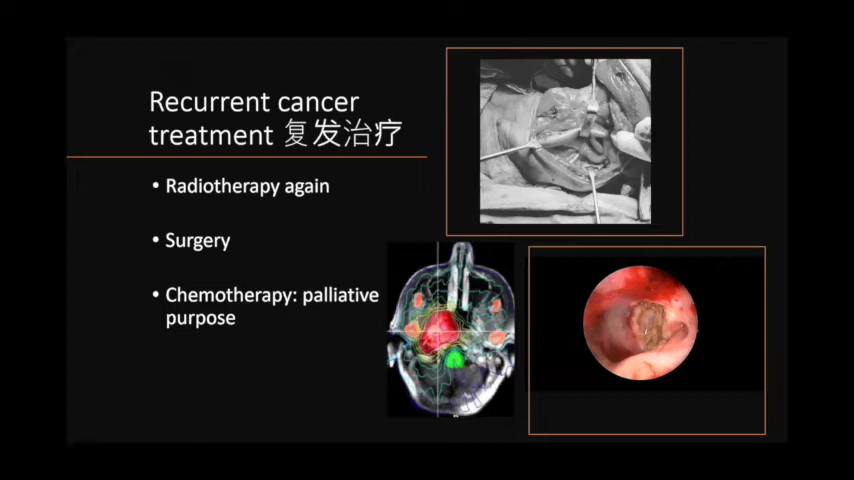 Recurrent cancer
treatment 复发治疗
• Radiotherapy again
• Surgery
• Chemotherapy: palliative
purpose